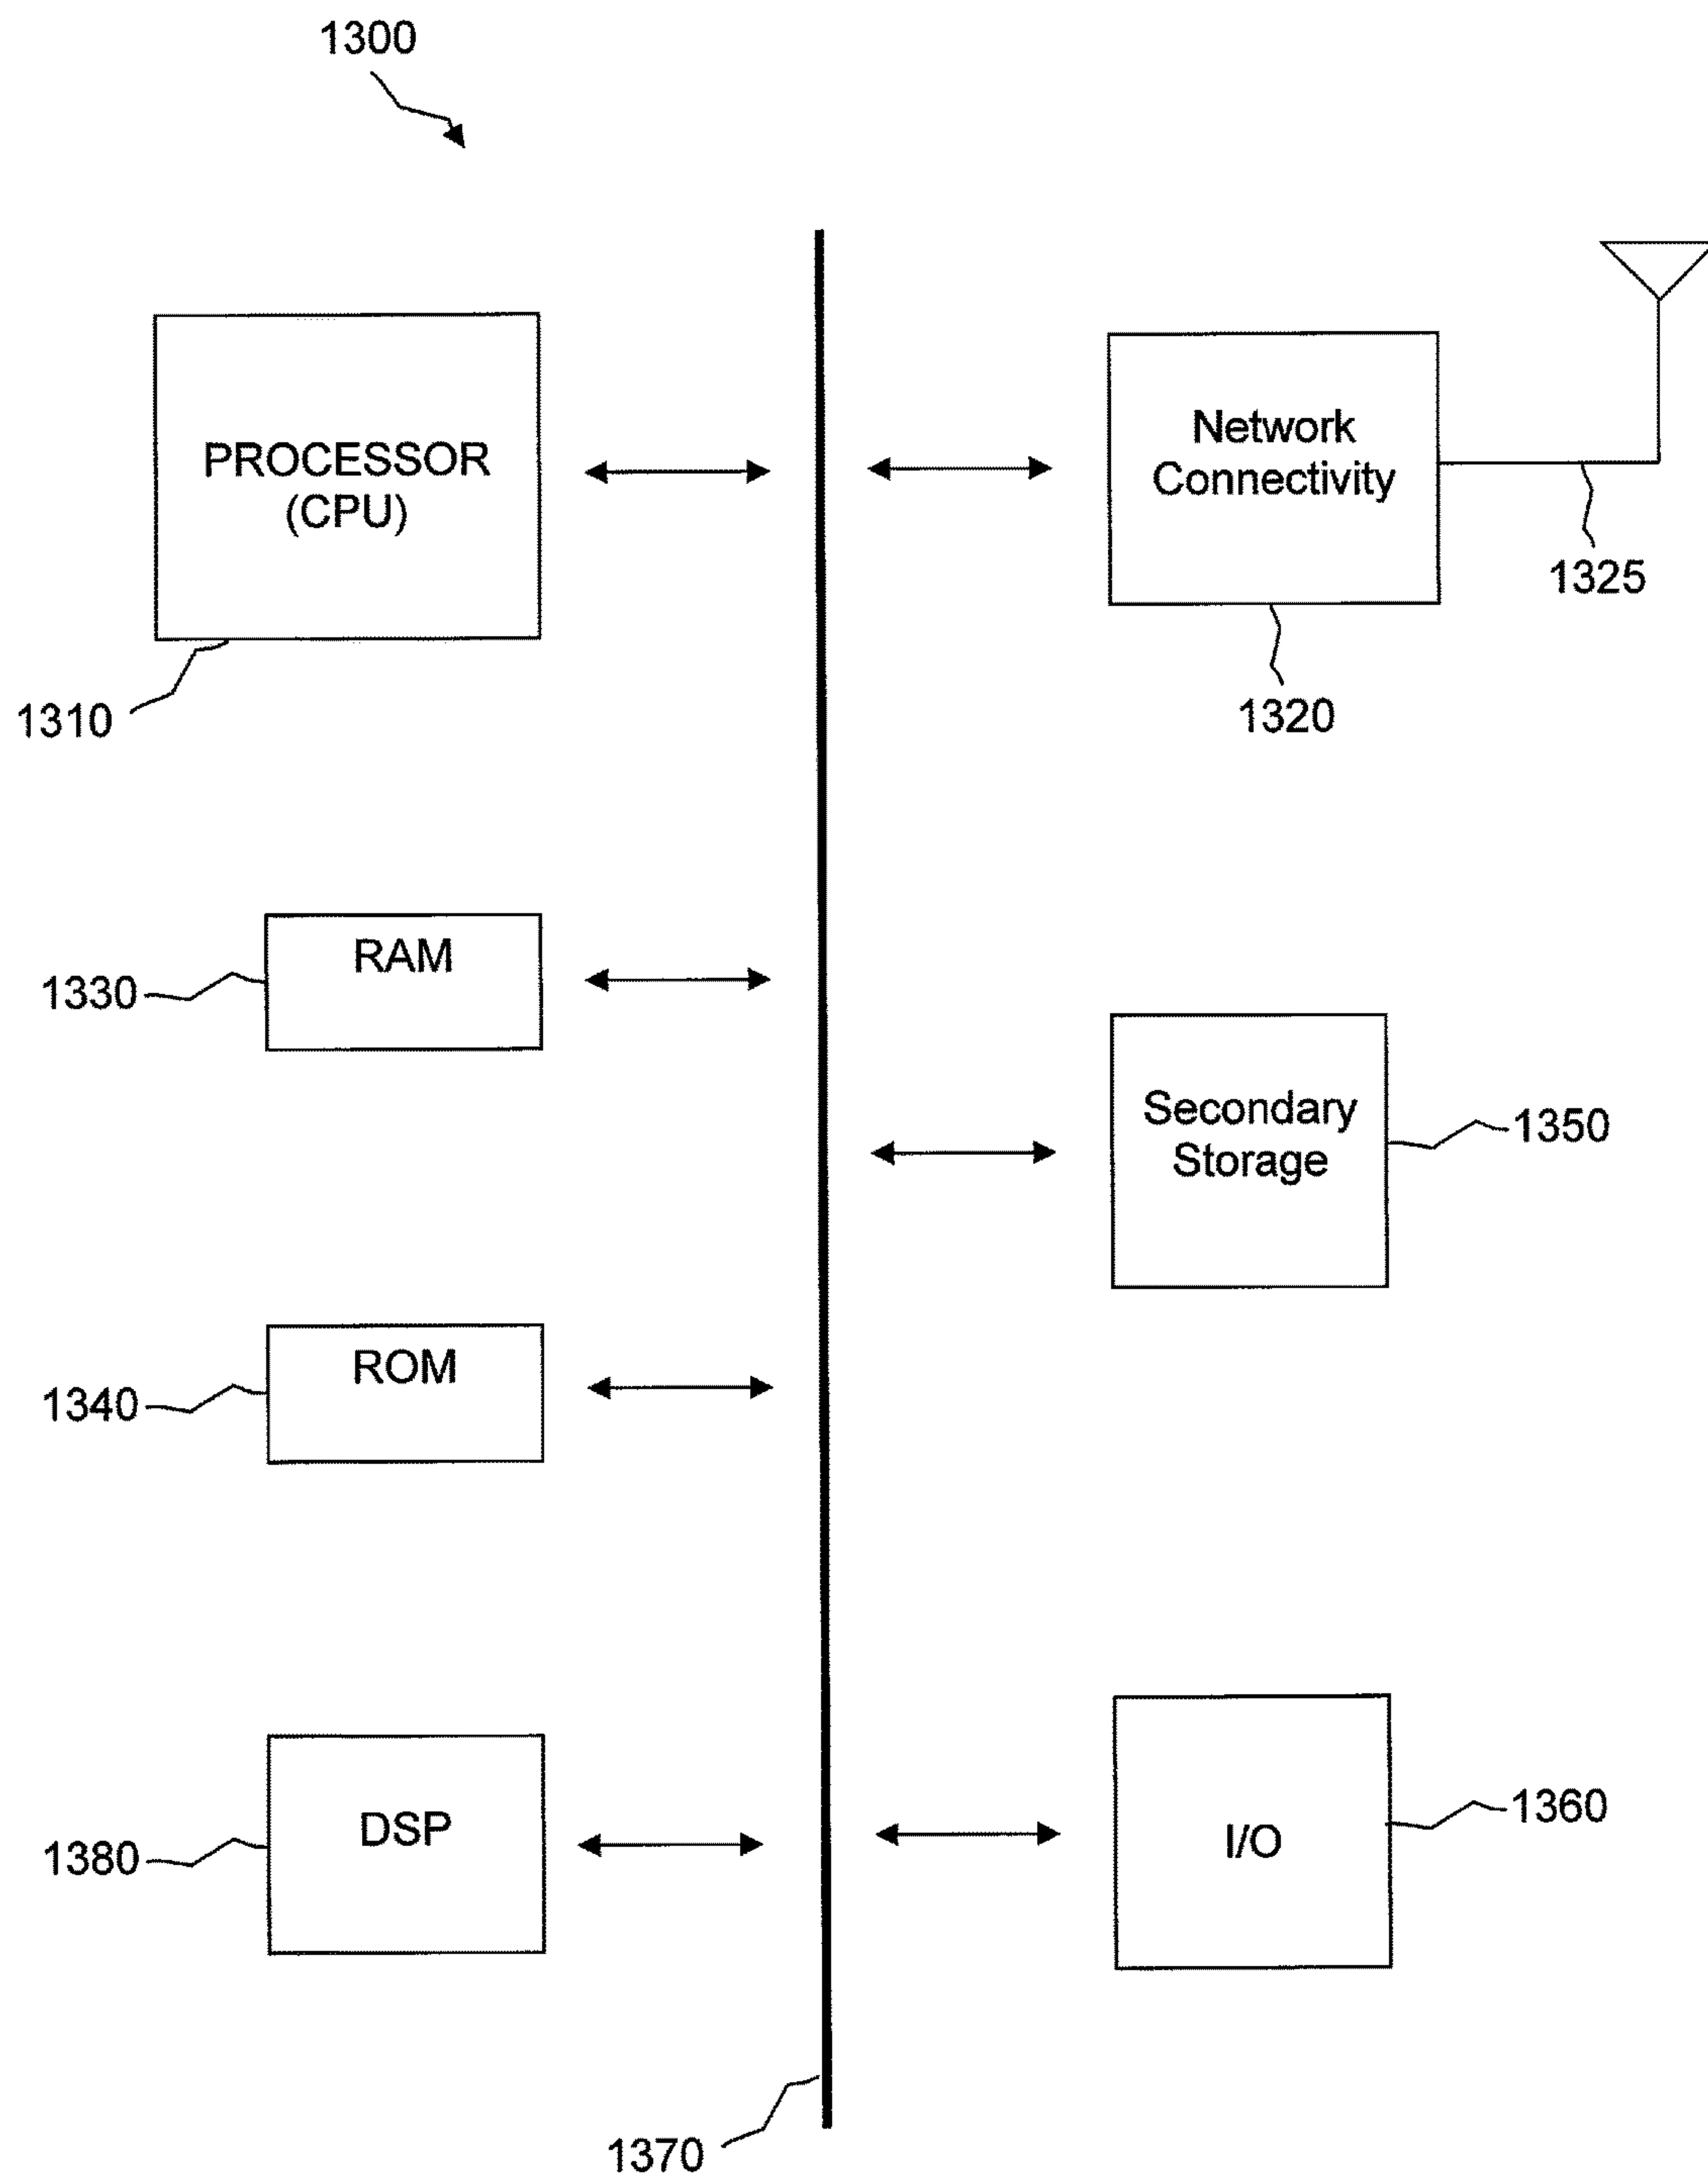 1300
PROCESSOR
(CPU)
1310
Network
Connectivity
1325
1320
RAM
1330
Secondary
Storage
1350
ROM
1340
DSP
1380
I/O
1360
1370